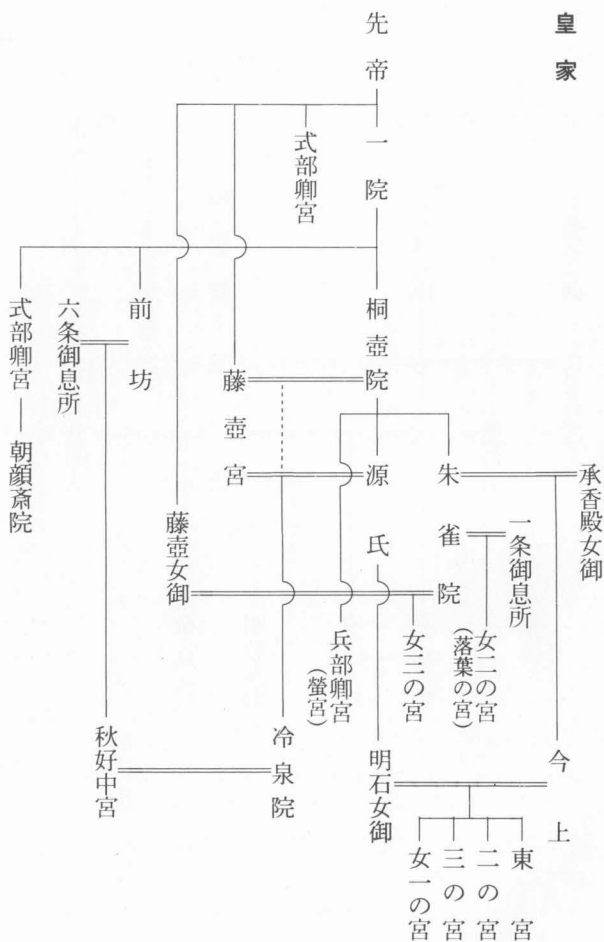 皇家
先帝
一院
式部卿宮
桐壺院
前坊
六条御息所
式部卿宮
朝顔斎院
藤壺宮
藤壺女御
承香殿女御
朱雀院
一条御息所
源氏
女二の宮
(落葉の宮)
女三の宮
兵部卿宮
(螢宮)
今上
明石女御
冷泉院
秋好中宮
東宮
二の宮
三の宮
女一の宮